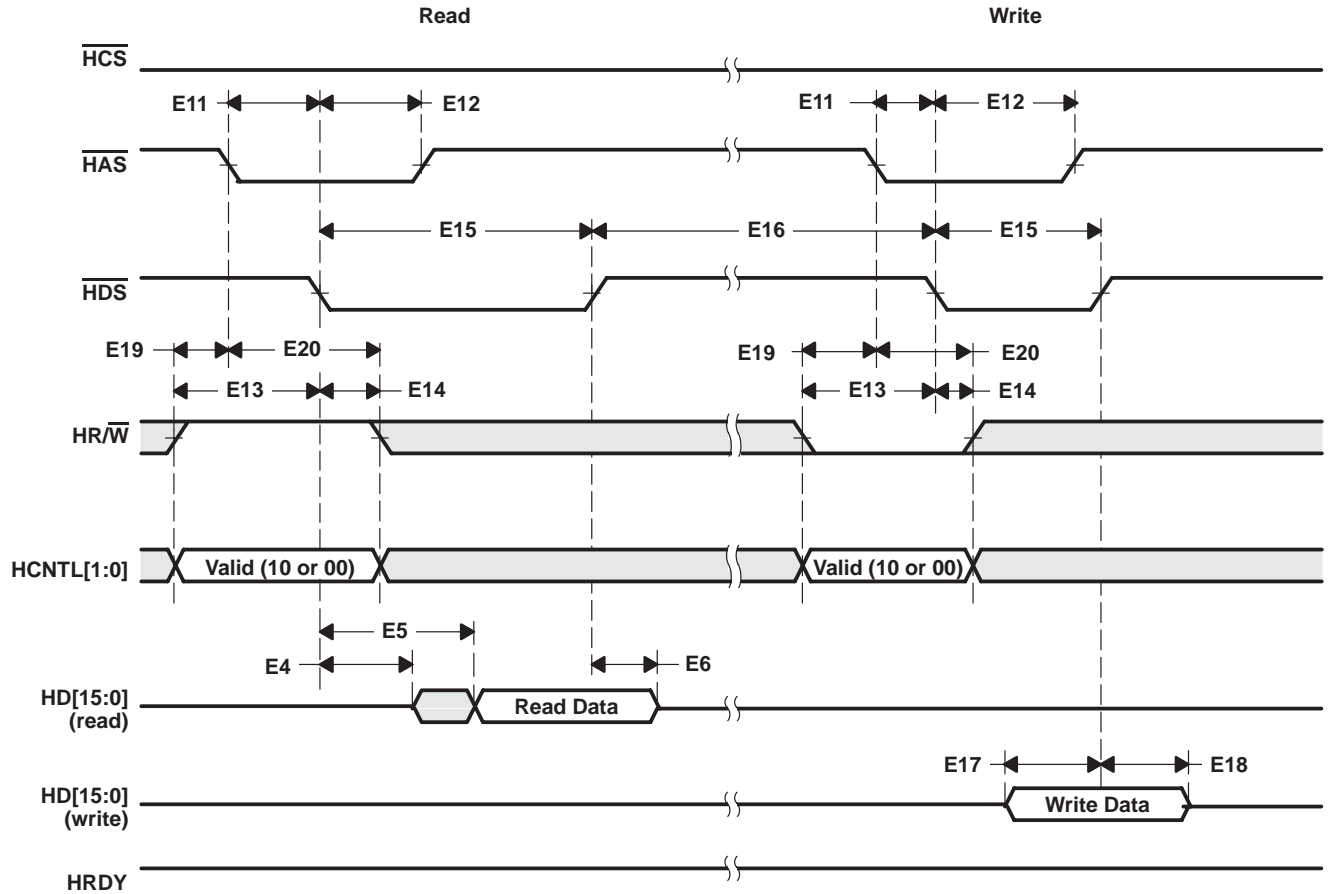 Read Write
HCS
E11 E12 E11 E12
HAS
E15 E16 E15
HDS
E19 E20 E19 E20
E13 E14 E13 E14
HR/W
HCNTL[1:0] Valid (10 or 00) Valid (10 or 00)
E5
E4 E6
HD[15:0]
(read)
Read Data
E17 E18
HD[15:0]
(write)
Write Data
HRDY